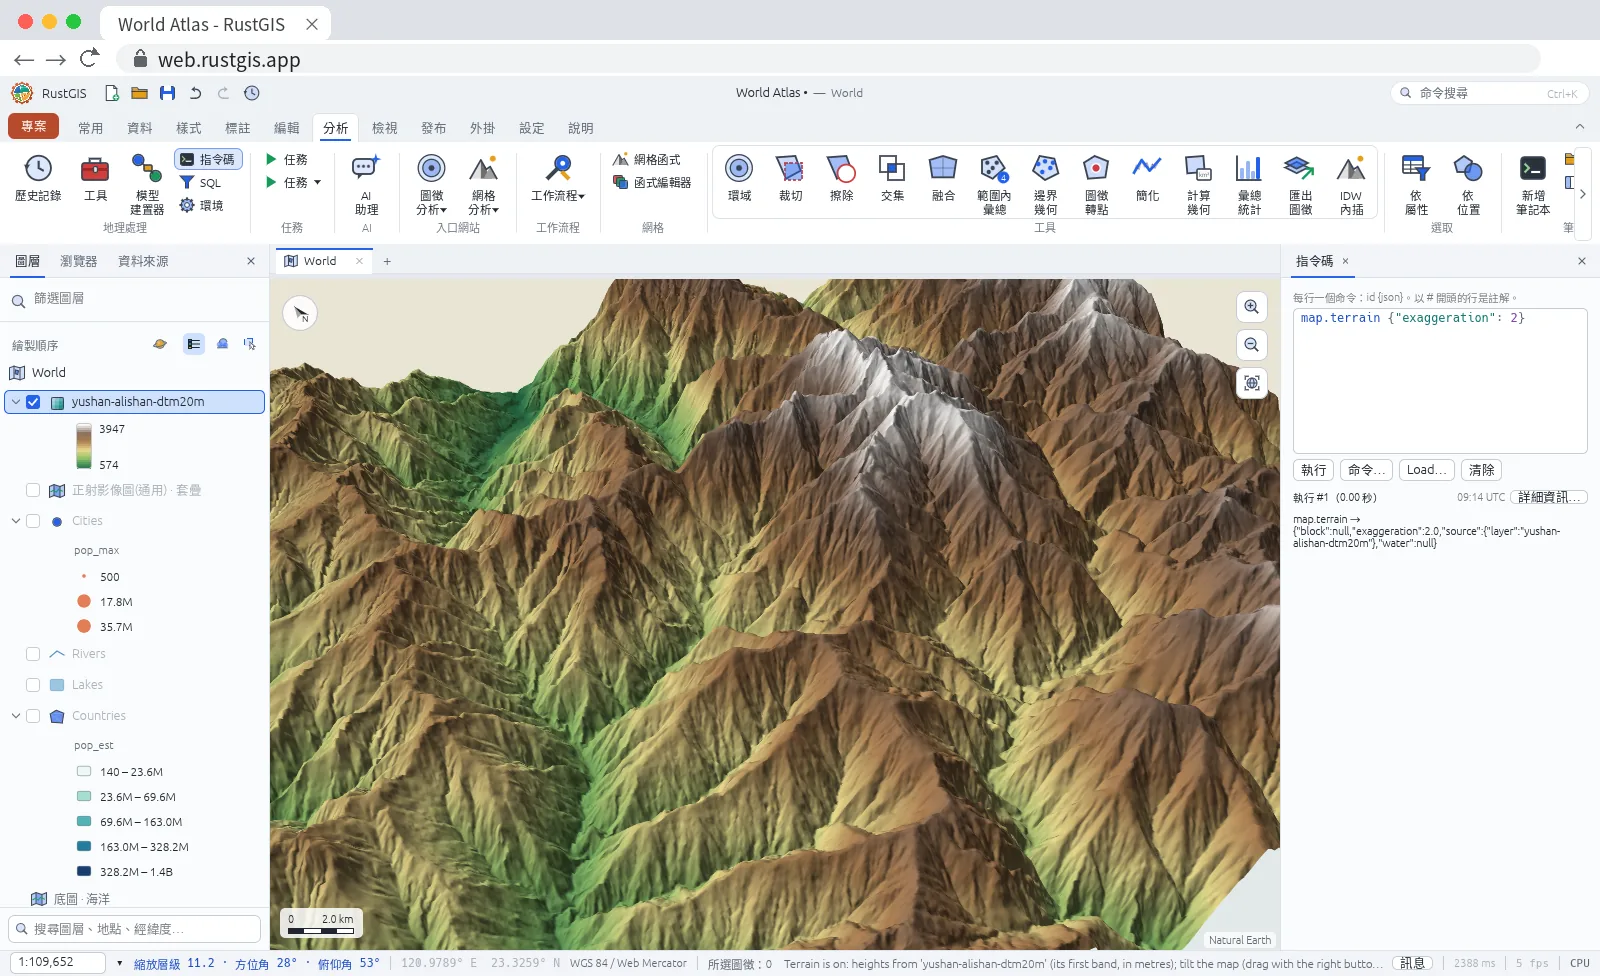 World Atlas - RustGIS
web.rustgis.app
RustGIS
World Atlas • — World
命令搜尋 Ctrl+K
專案 常用 資料 樣式 標註 編輯 分析 檢視 發布 外掛 設定 說明
歷史記錄
工具
模型
建置器
指令碼
SQL
環境
地理處理
任務
任務
任務
AI
助理
AI
圖徵
分析
網格
分析
入口網站
工作流程
工作流程
網格函式
函式編輯器
網格
環域
裁切
擦除
交集
融合
4
範圍內
彙總
邊界
幾何
圖徵
轉點
簡化
km²
計算
幾何
彙總
統計
匯出
圖徵
IDW
內插
工具
依
屬性
依
位置
選取
新增
筆記本
筆
圖層 瀏覽器 資料來源
篩選圖層
繪製順序
World
yushan-alishan-dtm20m
3947
574
正射影像圖(通用) · 套疊
Cities
pop_max
500
17.8M
35.7M
Rivers
Lakes
Countries
pop_est
140 – 23.6M
23.6M – 69.6M
69.6M – 163.0M
163.0M – 328.2M
328.2M – 1.4B
底圖 · 海洋
搜尋圖層、地點、經緯度…
World
N
0 2.0 km
Natural Earth
指令碼
每行一個命令：id {json}。以 # 開頭的行是註解。
map.terrain {"exaggeration": 2}
執行 命令… Load… 清除
執行 #1 (0.00 秒) 09:14 UTC 詳細資訊…
map.terrain →
{"block":null,"exaggeration":2.0,"source":{"layer":"yushan-
alishan-dtm20m"},"water":null}
1:109,652 縮放層級 11.2 · 方位角 28° · 俯仰角 53° 120.9789° E 23.3259° N WGS 84 / Web Mercator 所選圖徵：0 Terrain is on: heights from 'yushan-alishan-dtm20m' (its first band, in metres); tilt the map (drag with the right butto… 訊息 2388 ms 5 fps CPU